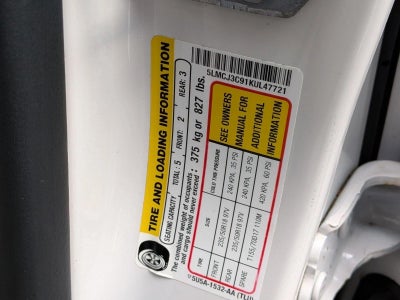 5LMCJ3C91KUL47721
TIRE AND LOADING INFORMATION
SEATING CAPACITY TOTAL: 5 FRONT: 2 REAR: 3
The combined weight of occupants
and cargo should never exceed: 375 kg or 827 lbs.
TIRE SIZE COLD TIRE PRESSURE
FRONT 235/50R18 97V 240 KPA, 35 PSI
REAR 235/50R18 97V 240 KPA, 35 PSI
SPARE T155/70D17 110M 420 KPA, 60 PSI
SEE OWNERS
MANUAL FOR
ADDITIONAL
INFORMATION
5U5A-1532-AA